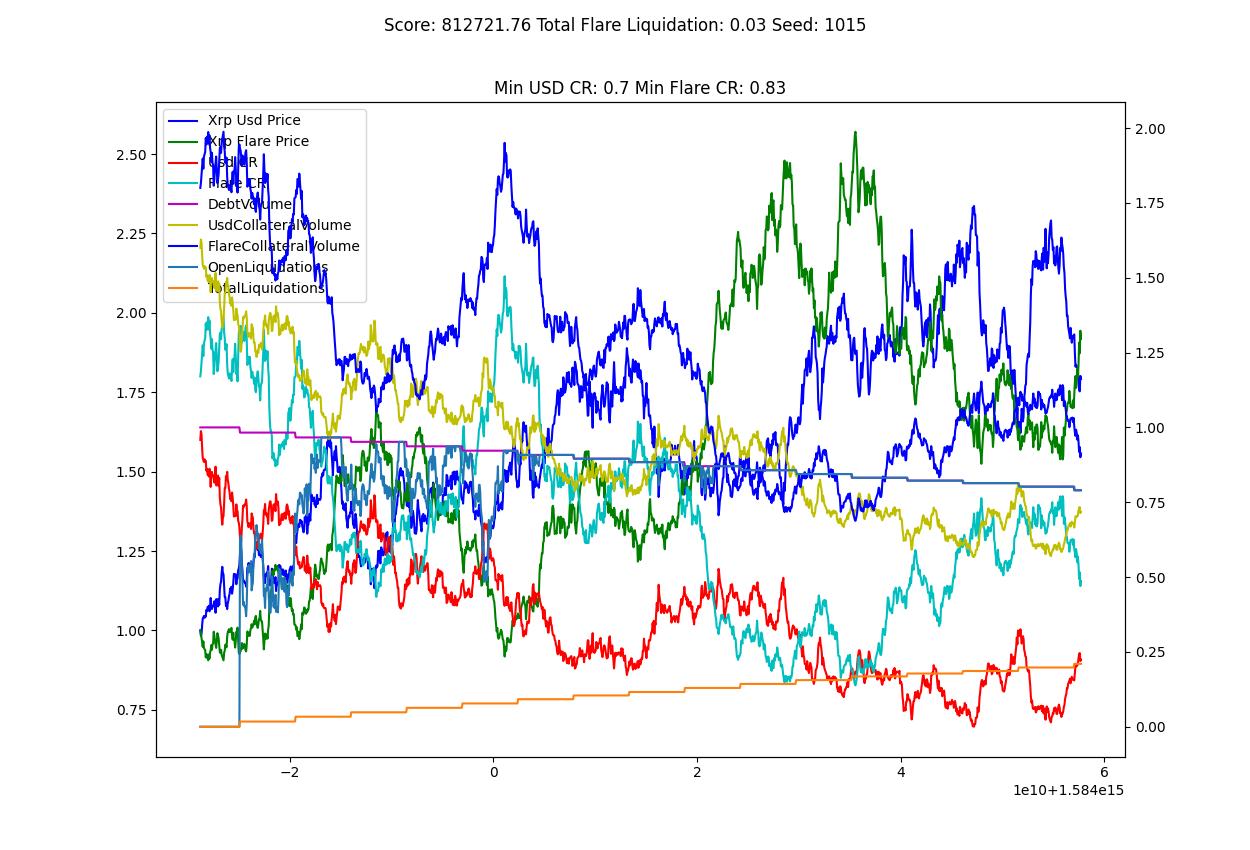 Score: 812721.76 Total Flare Liquidation: 0.03 Seed: 1015
Min USD CR: 0.7 Min Flare CR: 0.83
Xrp Usd Price
Xrp Flare Price
Usd CR
Flare CR
DebtVolume
UsdCollateralVolume
FlareCollateralVolume
OpenLiquidations
TotalLiquidations
2.50
2.25
2.00
1.75
1.50
1.25
1.00
0.75
2.00
1.75
1.50
1.25
1.00
0.75
0.50
0.25
0.00
−2 0 2 4 6
1e10+1.584e15